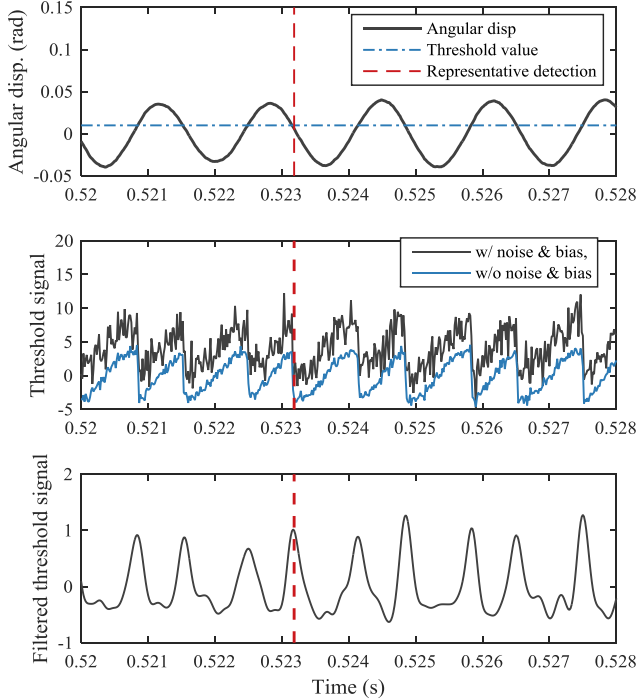 0.15
0.1
0.05
0
-0.05
Angular disp. (rad)
Angular disp
Threshold value
Representative detection
0.52 0.521 0.522 0.523 0.524 0.525 0.526 0.527 0.528
20
15
10
5
0
-5
Threshold signal
w/ noise & bias,
w/o noise & bias
0.52 0.521 0.522 0.523 0.524 0.525 0.526 0.527 0.528
2
1
0
-1
Filtered threshold signal
0.52 0.521 0.522 0.523 0.524 0.525 0.526 0.527 0.528
Time (s)